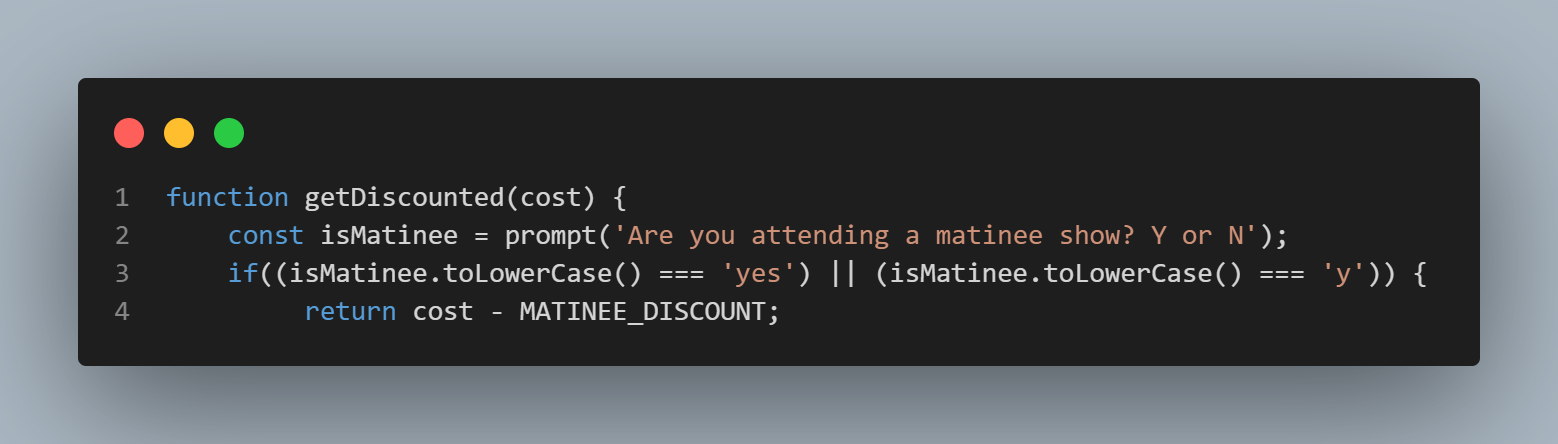 1 function getDiscounted(cost) {
2     const isMatinee = prompt('Are you attending a matinee show? Y or N');
3     if((isMatinee.toLowerCase() === 'yes') || (isMatinee.toLowerCase() === 'y')) {
4          return cost - MATINEE_DISCOUNT;